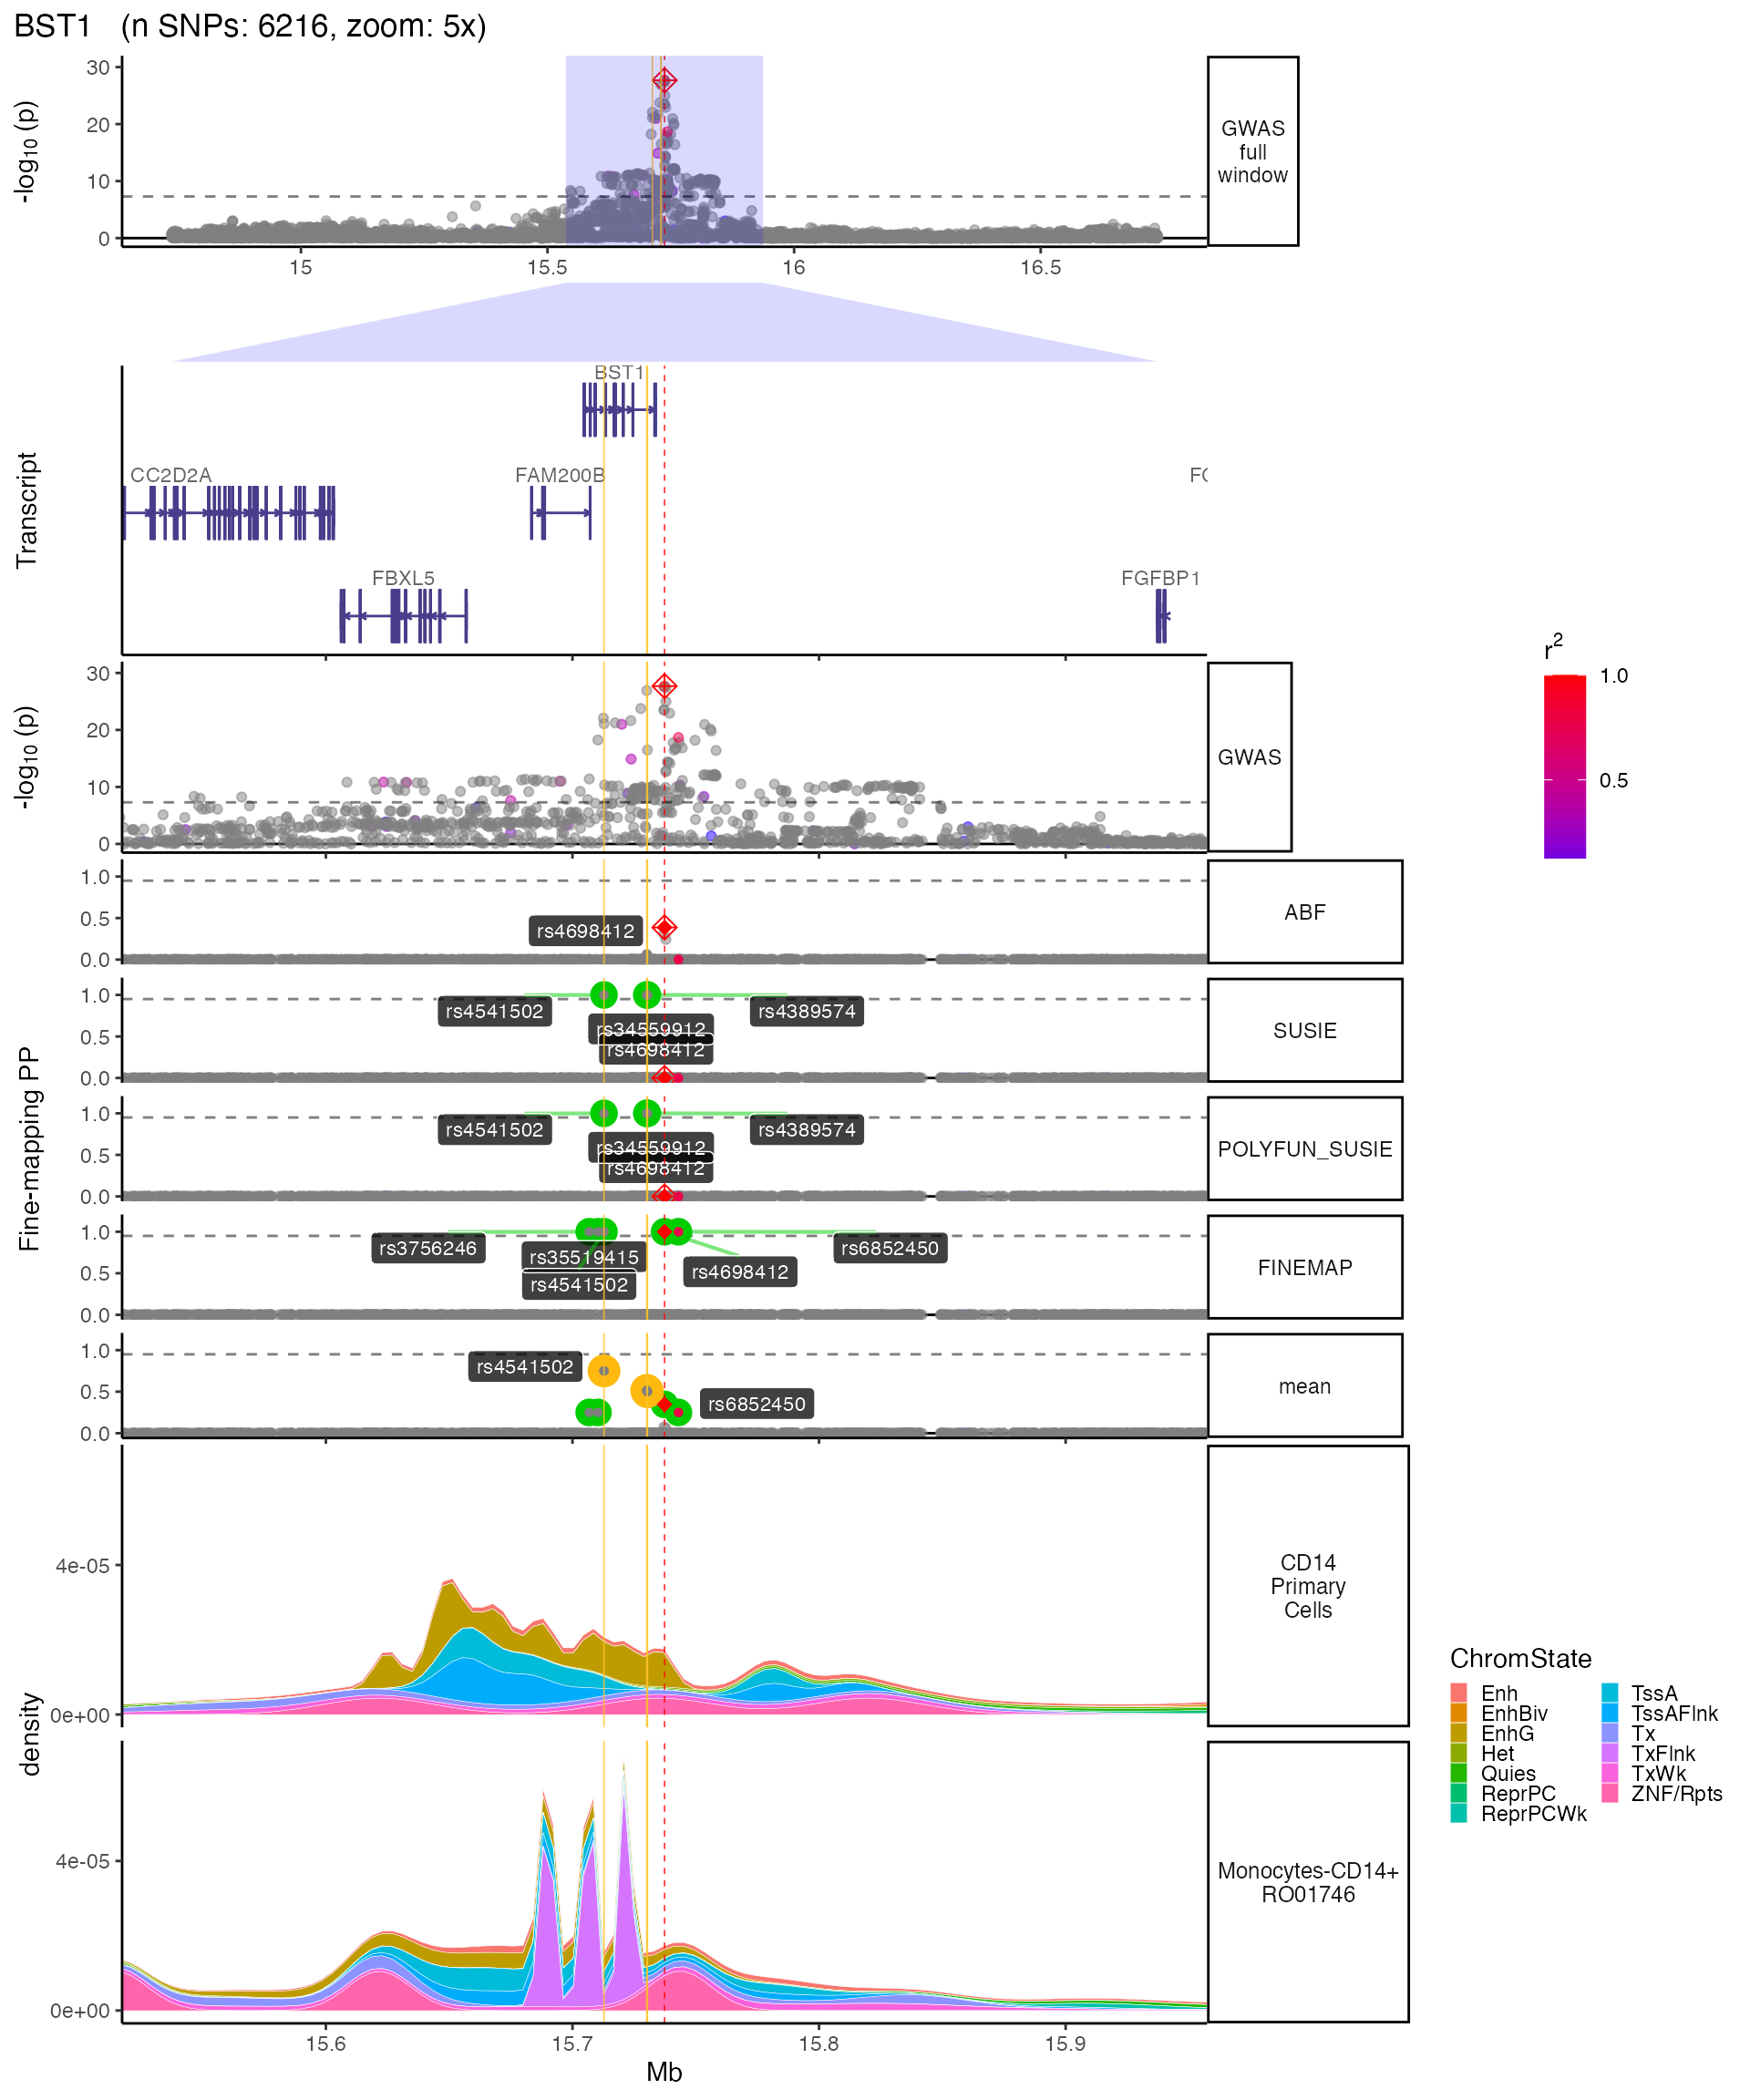 BST1   (n SNPs: 6216, zoom: 5x)
-log10 (p)
30
20
10
0
GWAS
full
window
15
15.5
16
16.5
Transcript
BST1
CC2D2A
FAM200B
FBXL5
FGFBP1
-log10 (p)
30
20
10
0
GWAS
r2
1.0
0.5
Fine-mapping PP
1.0
0.5
0.0
rs4698412
ABF
1.0
0.5
0.0
rs4541502
rs34559912
rs4698412
rs4389574
SUSIE
1.0
0.5
0.0
rs4541502
rs34559912
rs4698412
rs4389574
POLYFUN_SUSIE
1.0
0.5
0.0
rs3756246
rs35519415
rs4541502
rs4698412
rs6852450
FINEMAP
1.0
0.5
0.0
rs4541502
rs6852450
mean
density
4e-05
0e+00
CD14
Primary
Cells
4e-05
0e+00
Monocytes-CD14+
RO01746
15.6
15.7
15.8
15.9
Mb
ChromState
Enh
EnhBiv
EnhG
Het
Quies
ReprPC
ReprPCWk
TssA
TssAFlnk
Tx
TxFlnk
TxWk
ZNF/Rpts